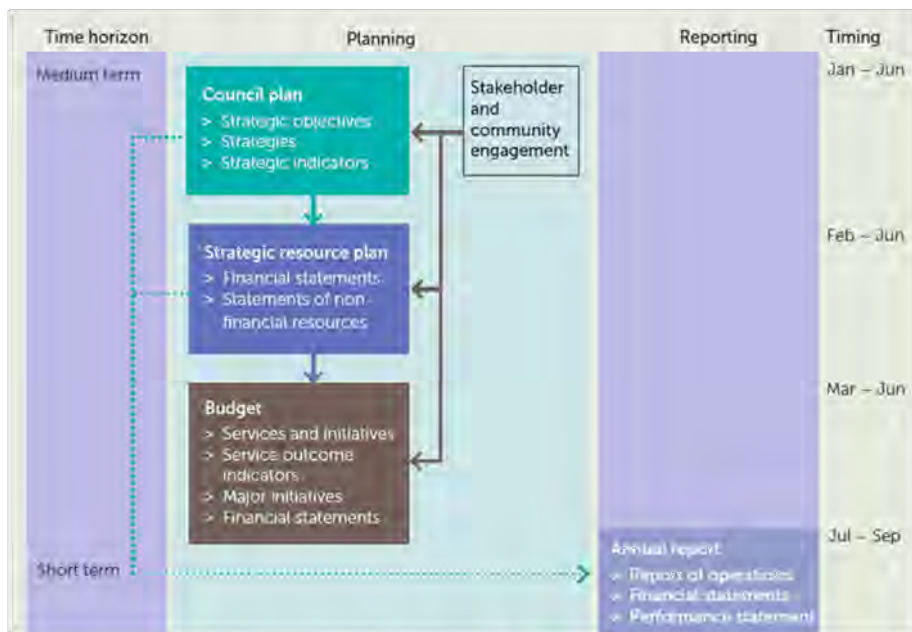 Time horizon
Planning
Reporting
Timing
Medium term
Jan – Jun
Council plan
> Strategic objectives
> Strategies
> Strategic indicators
Stakeholder
and
community
engagement
Feb – Jun
Strategic resource plan
> Financial statements
> Statements of non
financial resources
Mar – Jun
Budget
> Services and initiatives
> Service outcome
indicators
> Major initiatives
> Financial statements
Jul – Sep
Short term
Annual report
> Report of operations
> Financial statements
> Performance statement